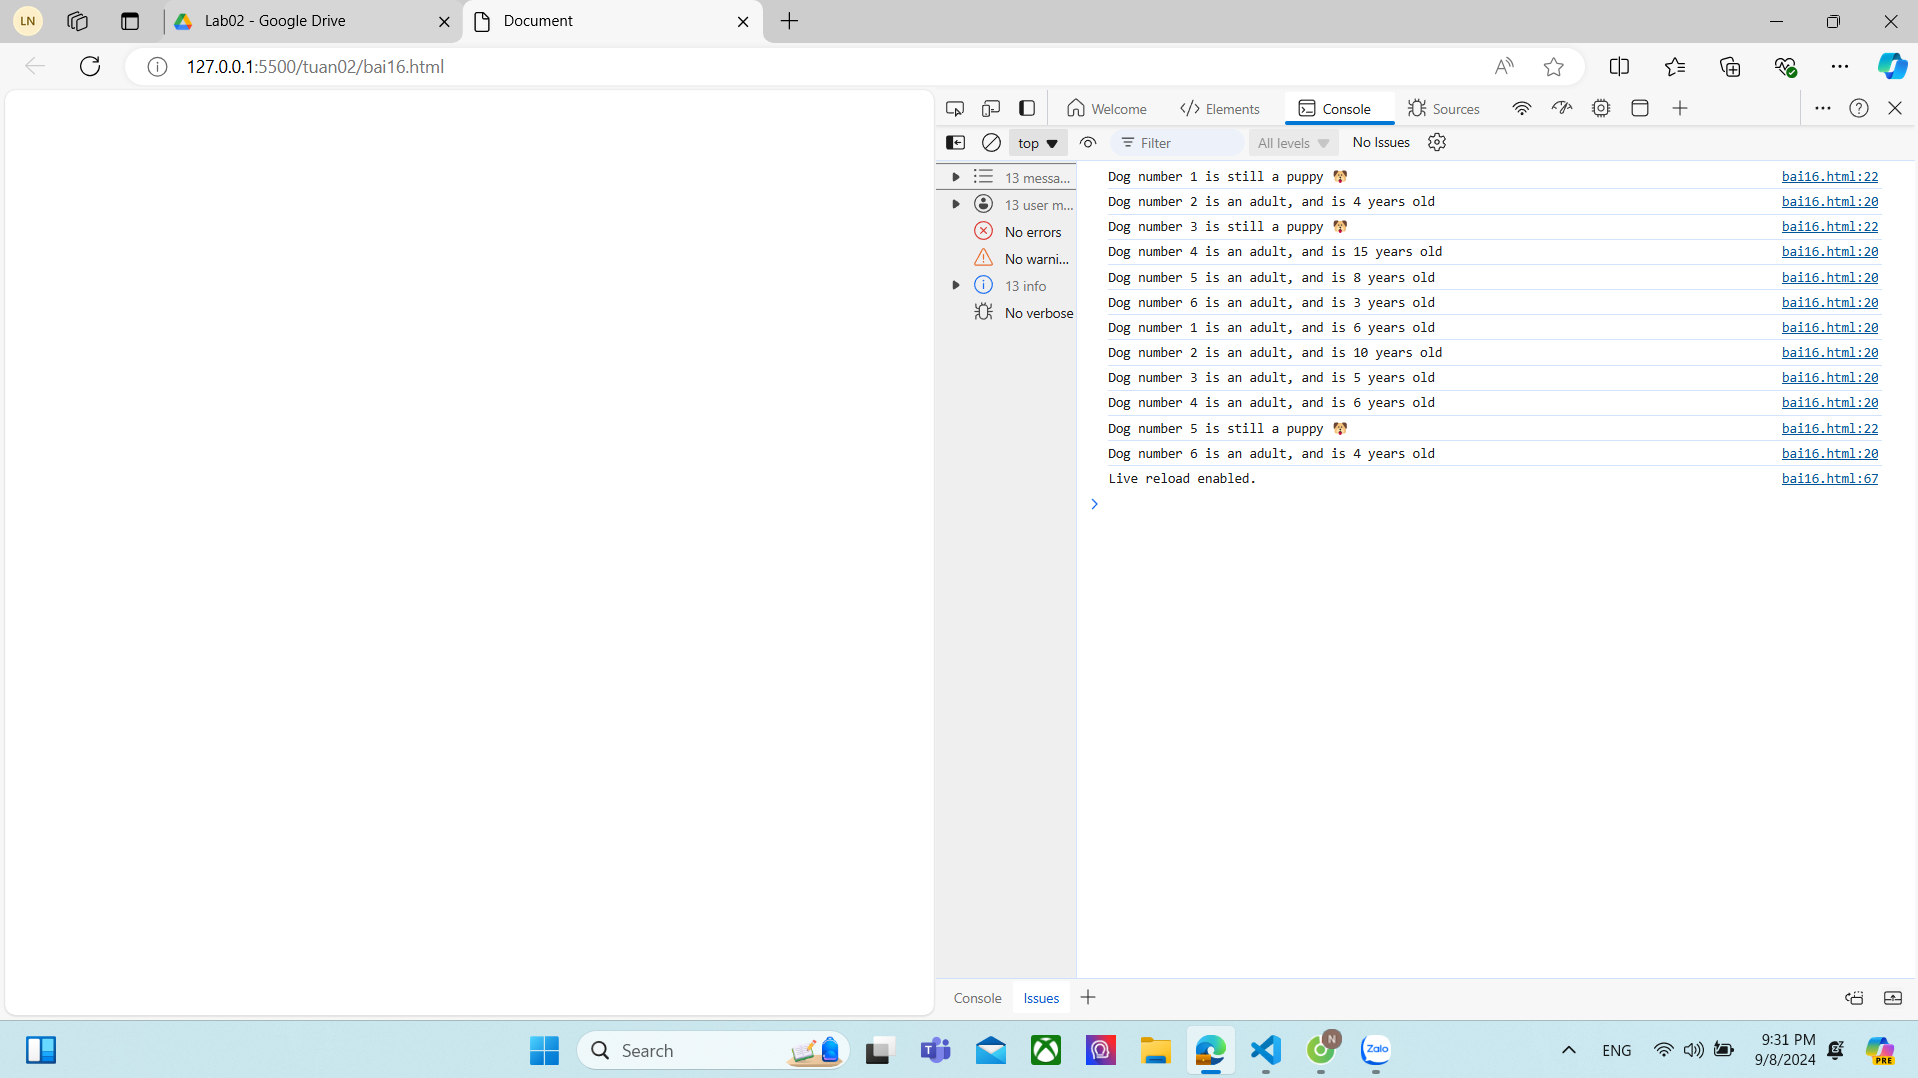 LN
Lab02 - Google Drive
Document
127.0.0.1:5500/tuan02/bai16.html
Welcome
Elements
Console
Sources
top
Filter
All levels
No Issues
13 messa...
13 user m...
No errors
No warni...
13 info
No verbose
Dog number 1 is still a puppy 🐶 bai16.html:22
Dog number 2 is an adult, and is 4 years old bai16.html:20
Dog number 3 is still a puppy 🐶 bai16.html:22
Dog number 4 is an adult, and is 15 years old bai16.html:20
Dog number 5 is an adult, and is 8 years old bai16.html:20
Dog number 6 is an adult, and is 3 years old bai16.html:20
Dog number 1 is an adult, and is 6 years old bai16.html:20
Dog number 2 is an adult, and is 10 years old bai16.html:20
Dog number 3 is an adult, and is 5 years old bai16.html:20
Dog number 4 is an adult, and is 6 years old bai16.html:20
Dog number 5 is still a puppy 🐶 bai16.html:22
Dog number 6 is an adult, and is 4 years old bai16.html:20
Live reload enabled. bai16.html:67
Console
Issues
Search
N
Zalo
ENG
9:31 PM
9/8/2024
PRE